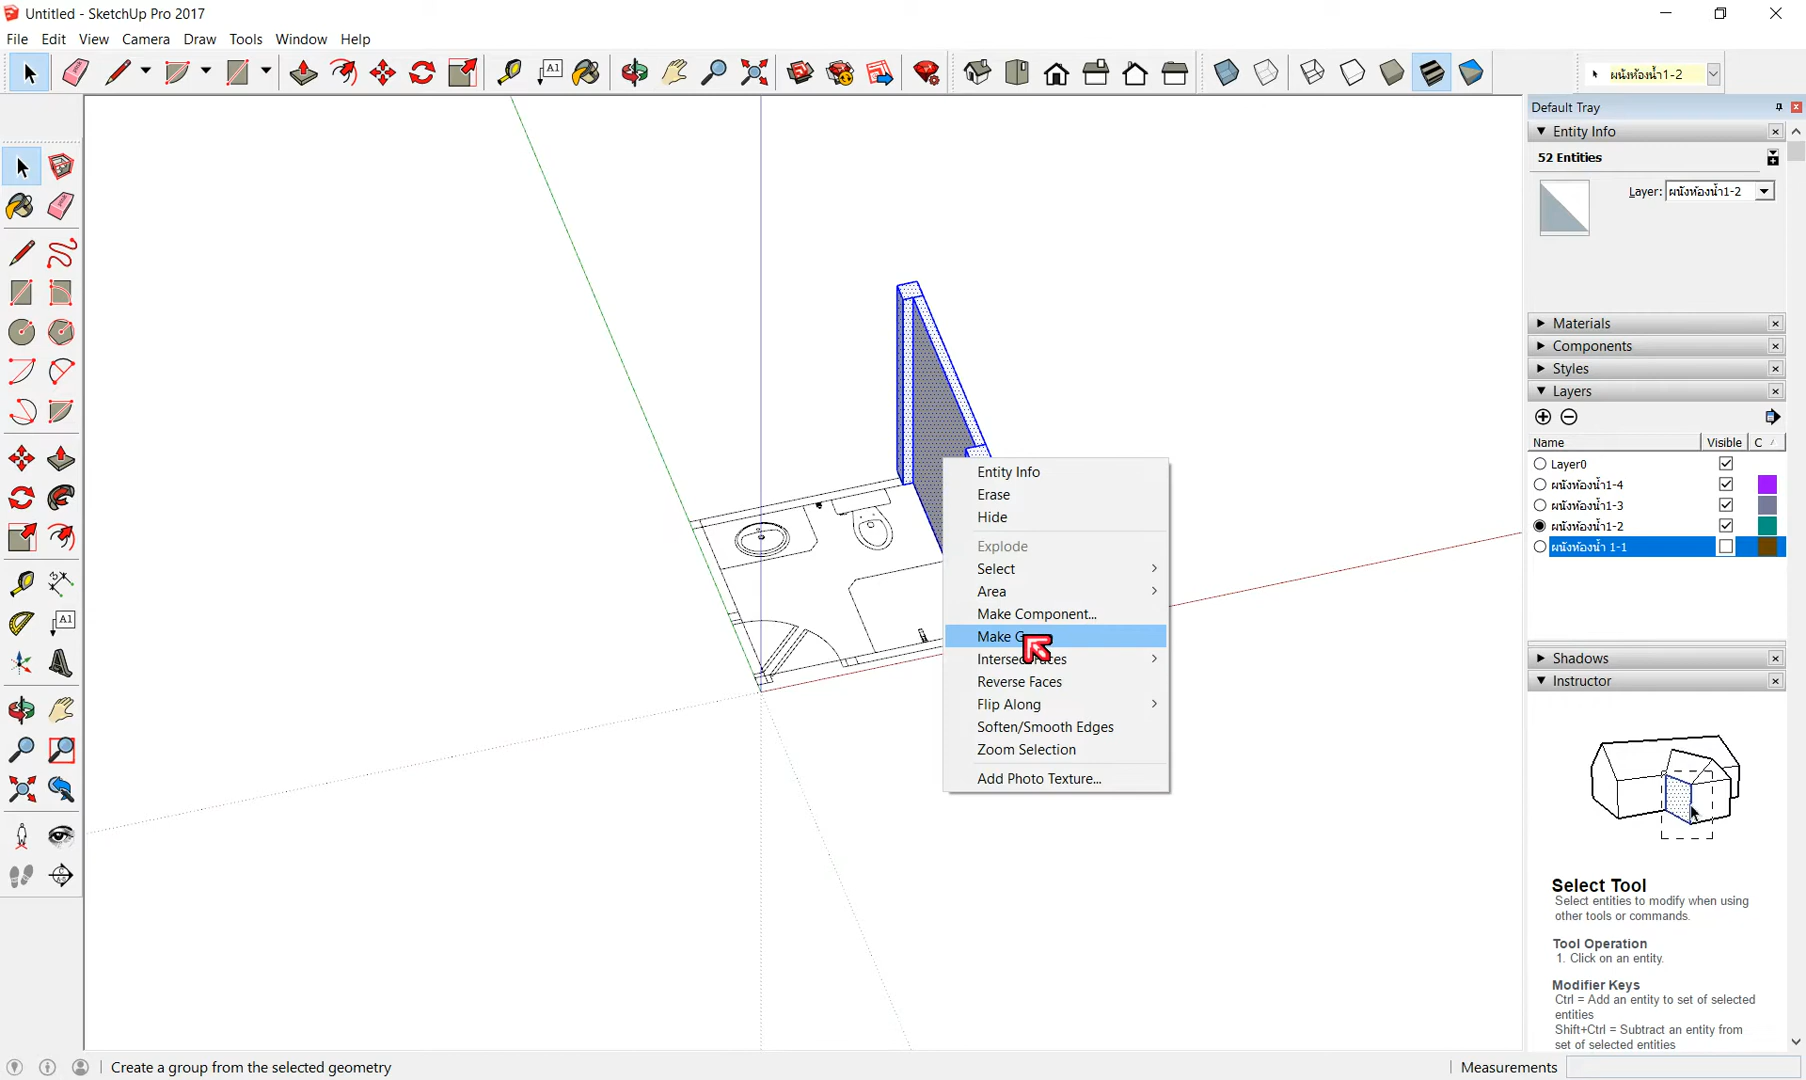 Untitled - SketchUp Pro 2017
File Edit View Camera Draw Tools Window Help
A1
ผนังห้องน้ำ1-2
Default Tray
Entity Info
52 Entities
Layer: ผนังห้องน้ำ1-2
Materials
Components
Styles
Layers
Name Visible C
Layer0
ผนังห้องน้ำ1-4
ผนังห้องน้ำ1-3
ผนังห้องน้ำ1-2
ผนังห้องน้ำ 1-1
Shadows
Instructor
Entity Info
Erase
Hide
Explode
Select
Area
Make Component...
Make
Reverse Faces
Flip Along
Soften/Smooth Edges
Zoom Selection
Add Photo Texture...
A1
Select Tool
Select entities to modify when using
other tools or commands.
Tool Operation
1. Click on an entity.
Modifier Keys
Ctrl = Add an entity to set of selected
entities
Shift+Ctrl = Subtract an entity from
set of selected entities
Create a group from the selected geometry
Measurements